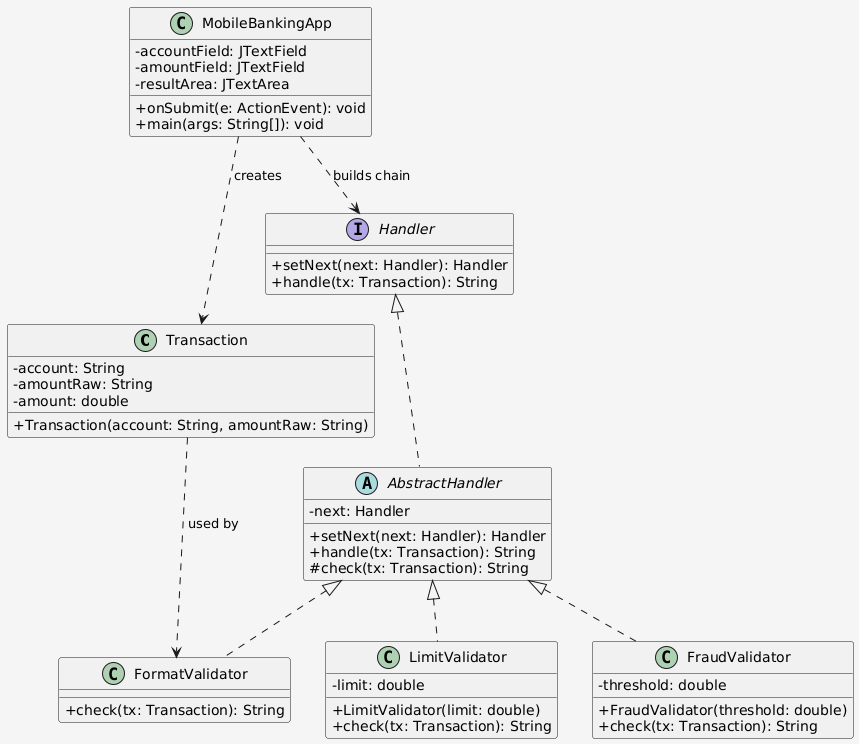 C MobileBankingApp
-accountField: JTextField
-amountField: JTextField
-resultArea: JTextArea
+onSubmit(e: ActionEvent): void
+main(args: String[]): void
creates
builds chain
I Handler
+setNext(next: Handler): Handler
+handle(tx: Transaction): String
C Transaction
-account: String
-amountRaw: String
-amount: double
+Transaction(account: String, amountRaw: String)
used by
A AbstractHandler
-next: Handler
+setNext(next: Handler): Handler
+handle(tx: Transaction): String
#check(tx: Transaction): String
C FormatValidator
+check(tx: Transaction): String
C LimitValidator
-limit: double
+LimitValidator(limit: double)
+check(tx: Transaction): String
C FraudValidator
-threshold: double
+FraudValidator(threshold: double)
+check(tx: Transaction): String